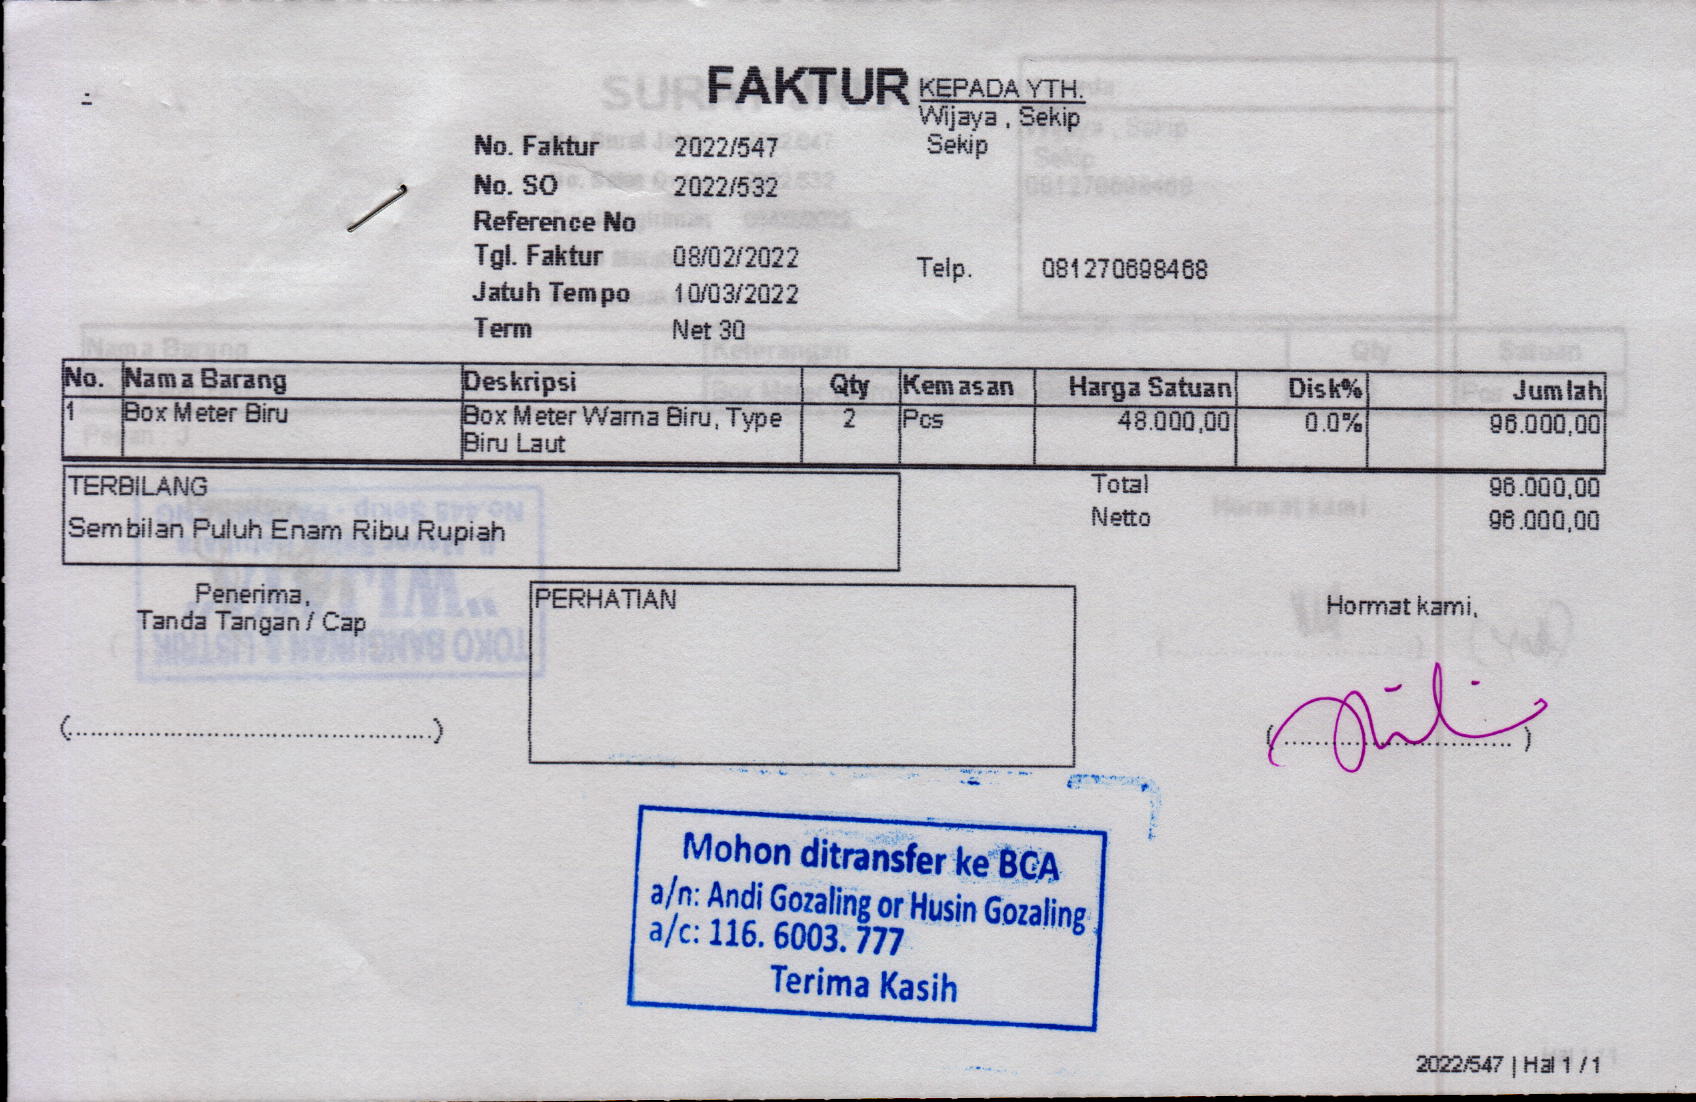 FAKTUR
KEPADA YTH.
Wijaya , Sekip
Sekip
No. Faktur 2022/547
No. SO 2022/532
Reference No
Tgl. Faktur 08/02/2022
Telp. 081270698468
Jatuh Tempo 10/03/2022
Term Net 30
No. Nama Barang Deskripsi Qty Kemasan Harga Satuan Disk% Jumlah
1 Box Meter Biru Box Meter Warna Biru, Type 2 Pcs 48.000,00 0.0% 96.000,00
Biru Laut
TERBILANG
Sembilan Puluh Enam Ribu Rupiah
Total 96.000,00
Netto 96.000,00
Penerima,
Tanda Tangan / Cap
(..............................................)
PERHATIAN
Hormat kami,
(.............................)
Mohon ditransfer ke BCA
a/n: Andi Gozaling or Husin Gozaling
a/c: 116. 6003. 777
Terima Kasih
2022/547 | Hal 1 / 1